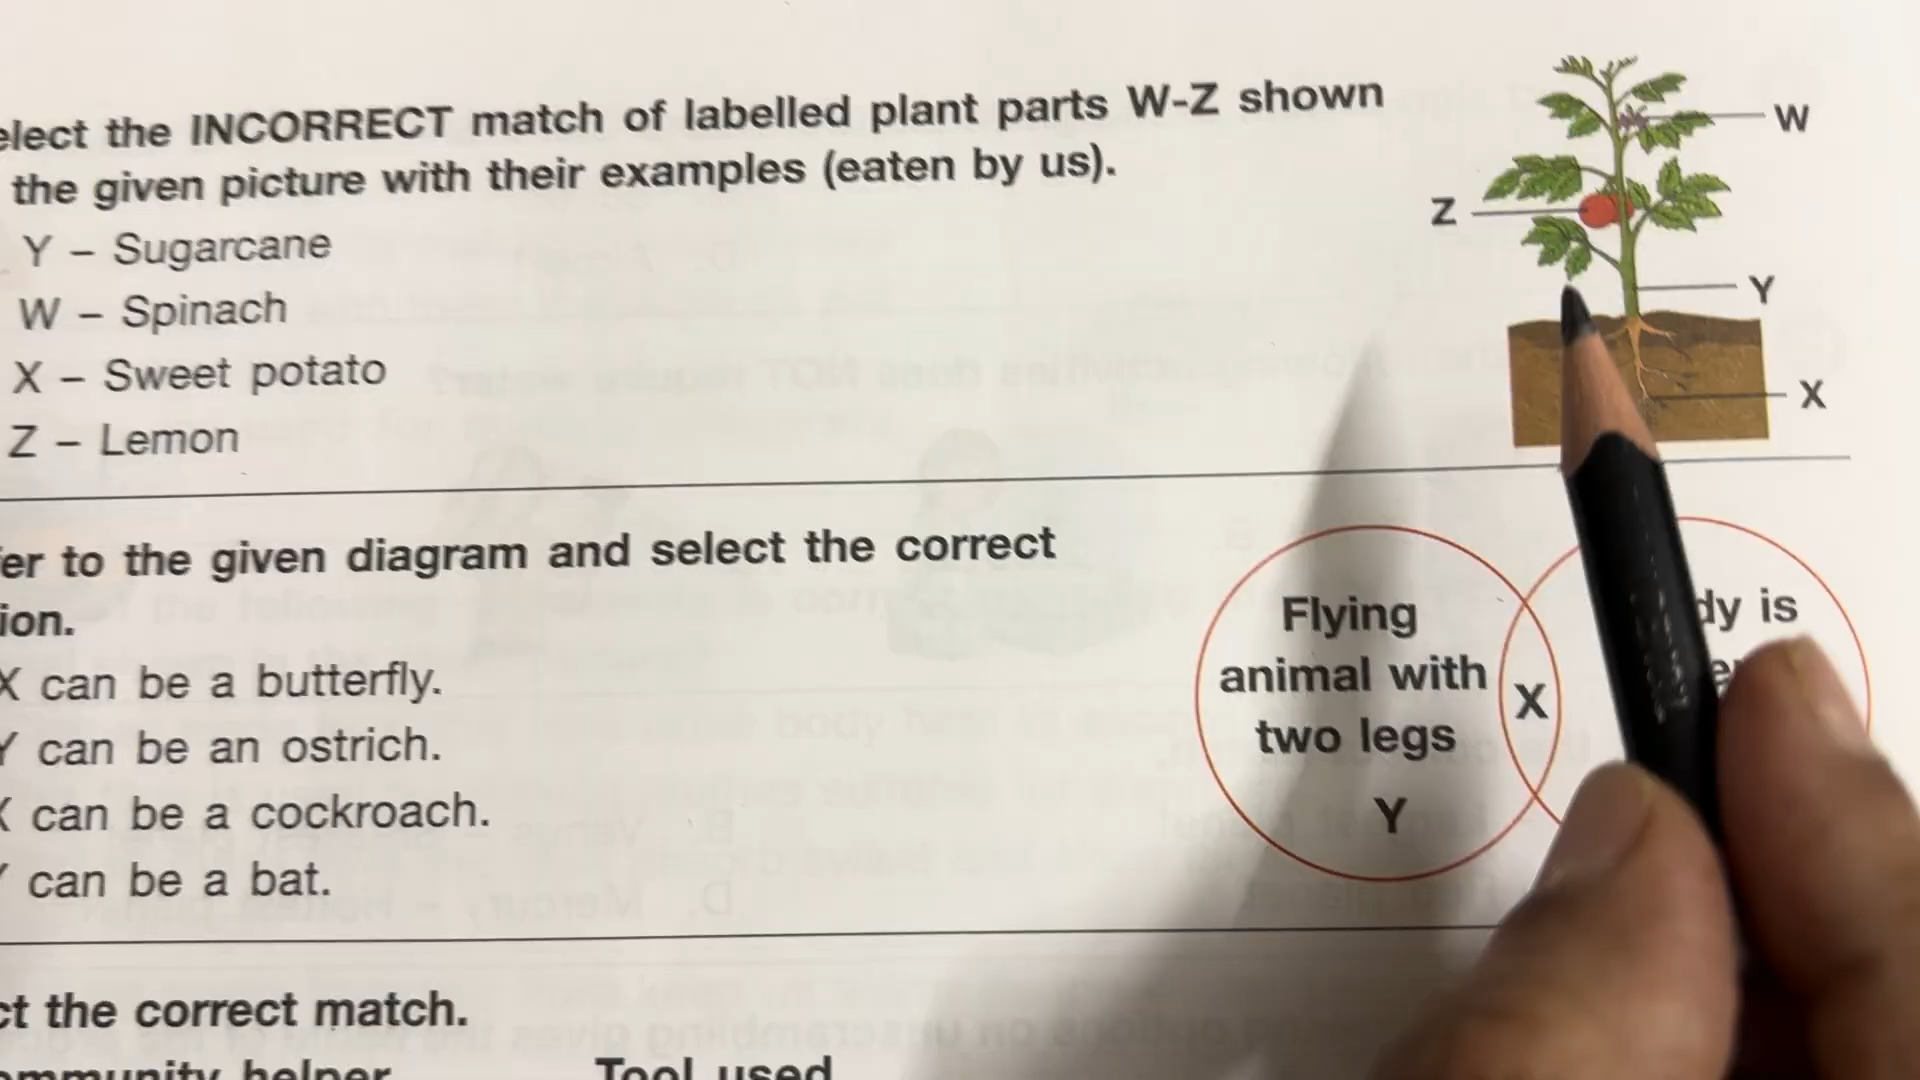 elect the INCORRECT match of labelled plant parts W-Z shown
the given picture with their examples (eaten by us).
Y – Sugarcane
W – Spinach
X – Sweet potato
Z – Lemon
W
Z
Y
X
er to the given diagram and select the correct
ion.
X can be a butterfly.
Y can be an ostrich.
X can be a cockroach.
Y can be a bat.
Flying
animal with
two legs
Y
X
dy is
ct the correct match.
ommunity helper
Tool used